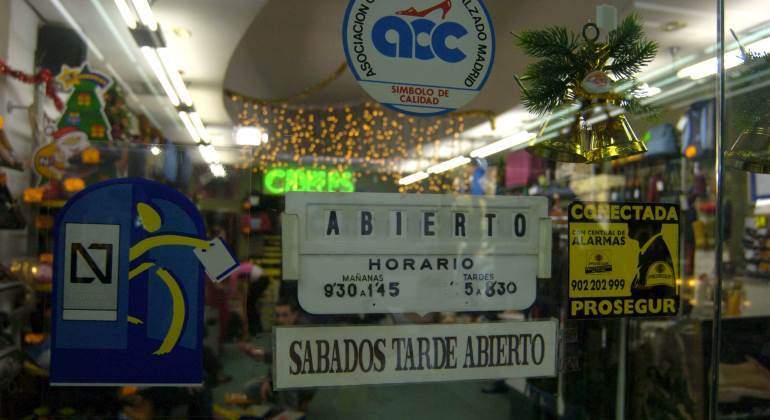 ASOCIACION
CALZADO MADRID
acc
SIMBOLO DE
CALIDAD
ABIERTO
HORARIO
MAÑANAS
TARDES
9'30 A 1'45
5 A 8'30
SABADOS TARDE ABIERTO
N
CONECTADA
CON CENTRAL DE
ALARMAS
PROSEGUR
902 202 999
PROSEGUR